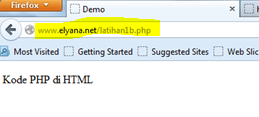 Firefox
Demo
www.elyana.net/latihan1b.php
Most Visited Getting Started Suggested Sites Web Slic
Kode PHP di HTML